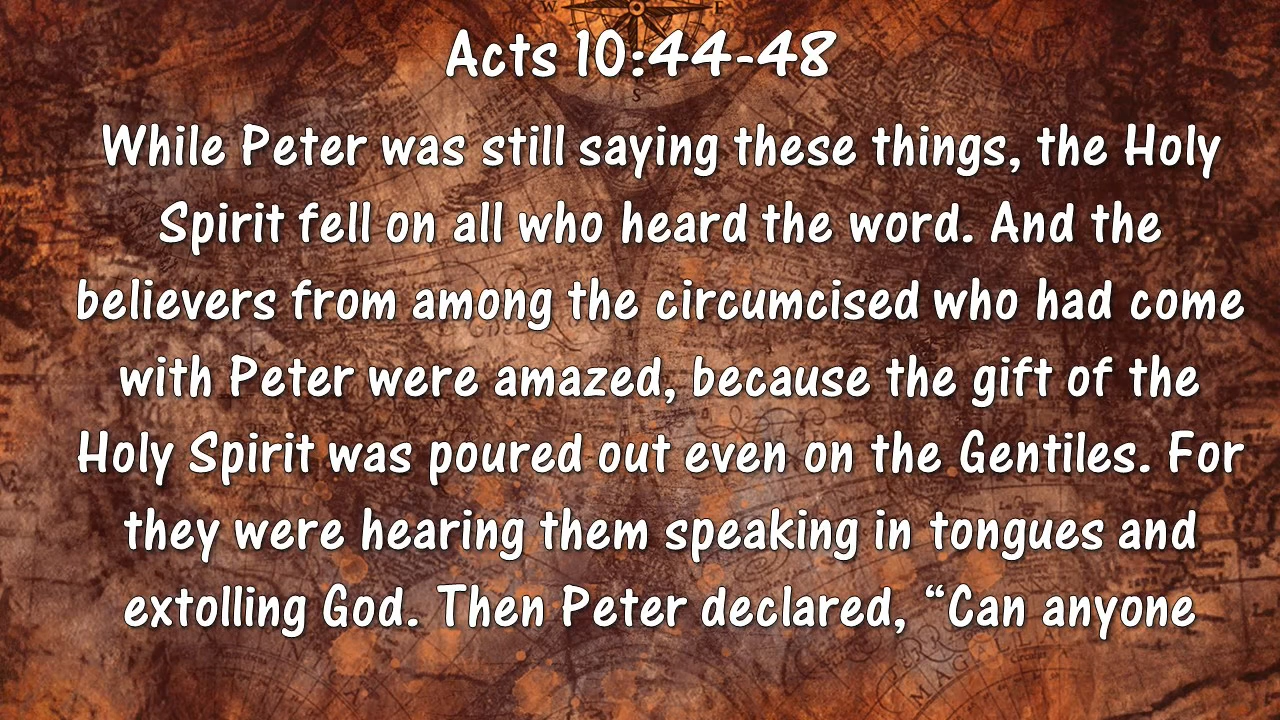 W E
S
Acts 10:44-48
While Peter was still saying these things, the Holy
Spirit fell on all who heard the word. And the
believers from among the circumcised who had come
with Peter were amazed, because the gift of the
Holy Spirit was poured out even on the Gentiles. For
they were hearing them speaking in tongues and
extolling God. Then Peter declared, “Can anyone